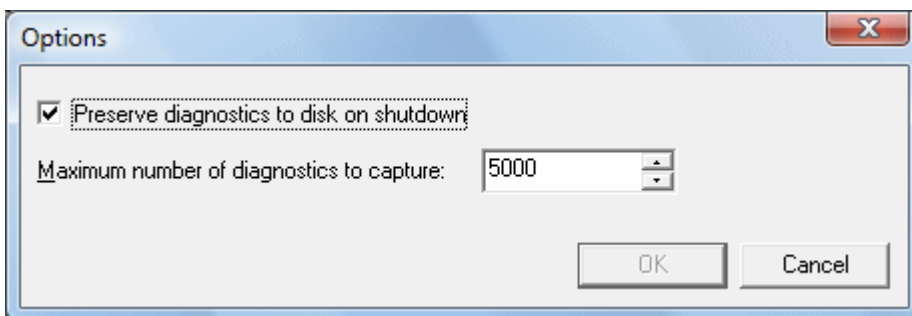 Options
Preserve diagnostics to disk on shutdown
Maximum number of diagnostics to capture: 5000
OK Cancel